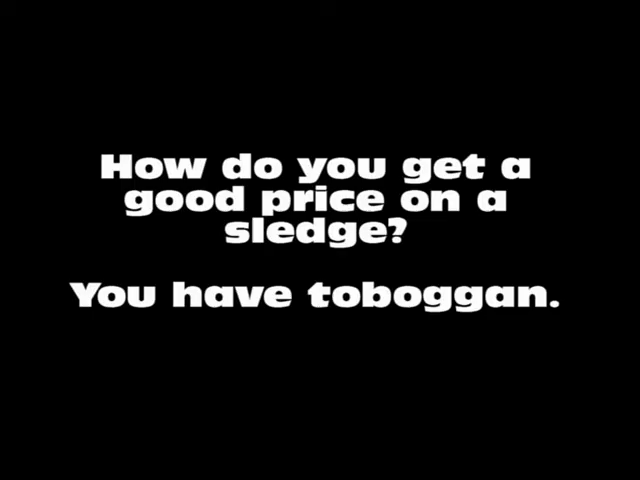 How do you get a
good price on a
sledge?
You have toboggan.